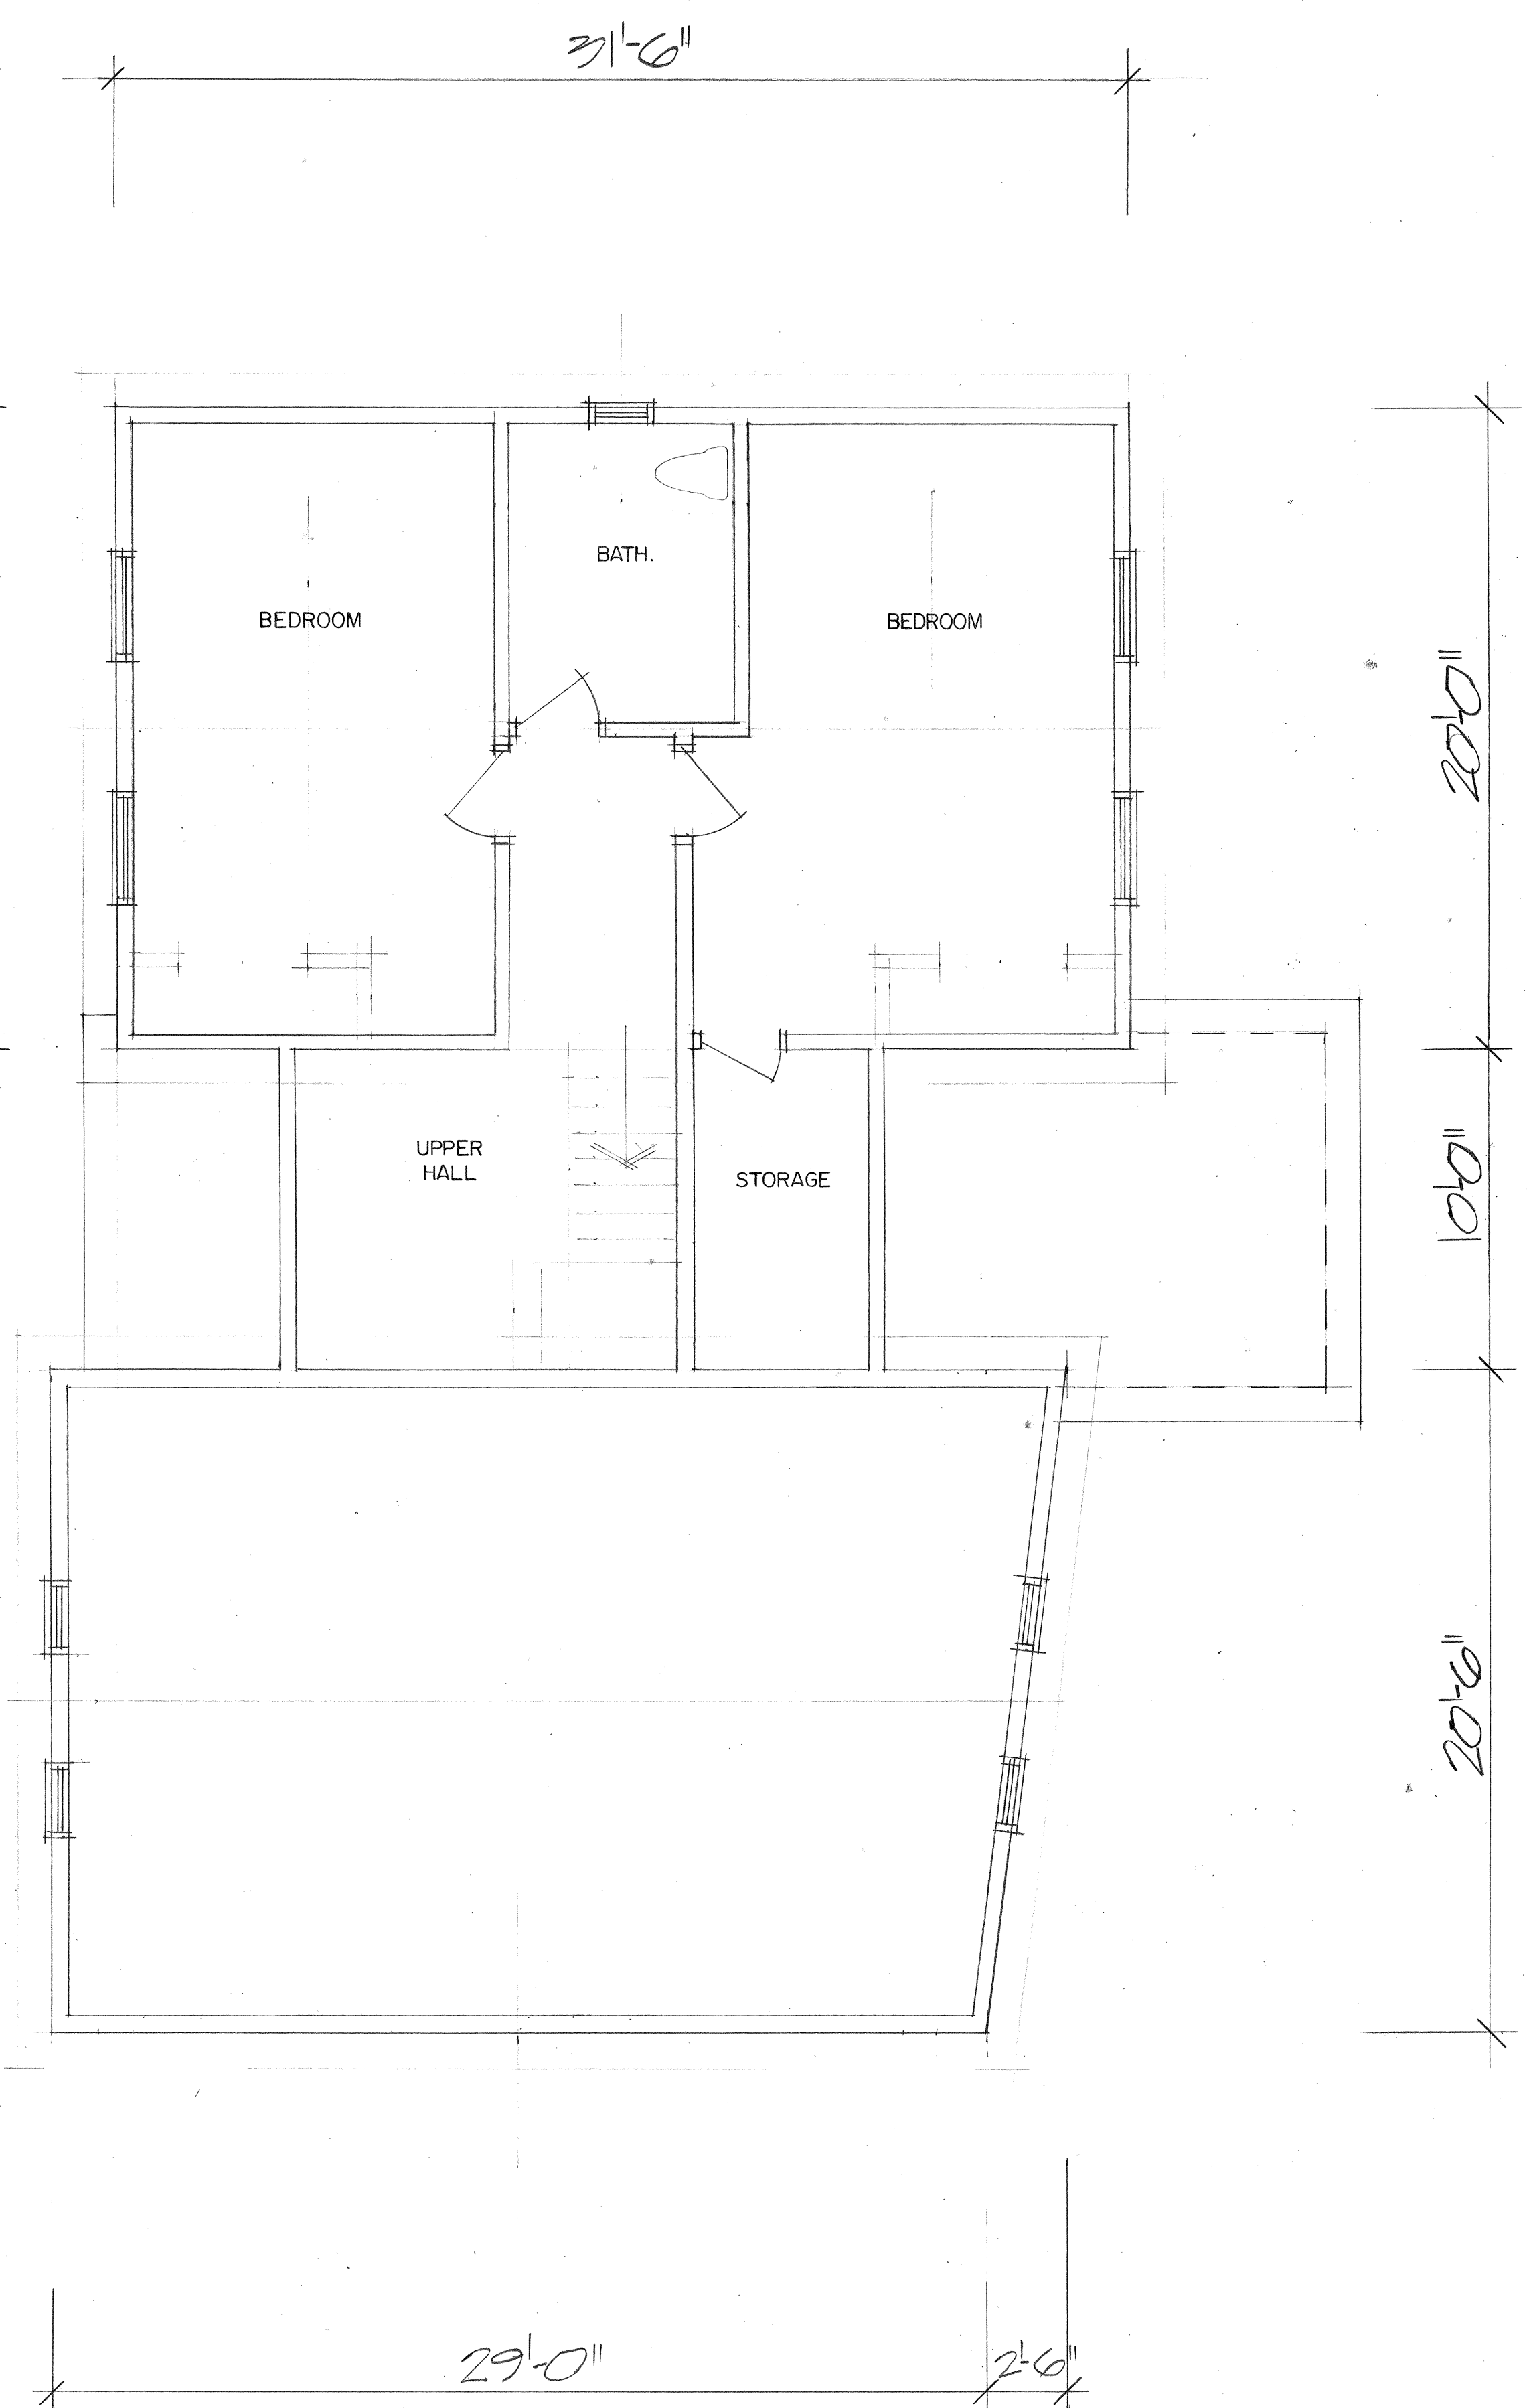 31'-6"
BATH.
BEDROOM
BEDROOM
20'-0"
UPPER
HALL
STORAGE
10'-0"
20'-6"
29'-0"
2'-6"